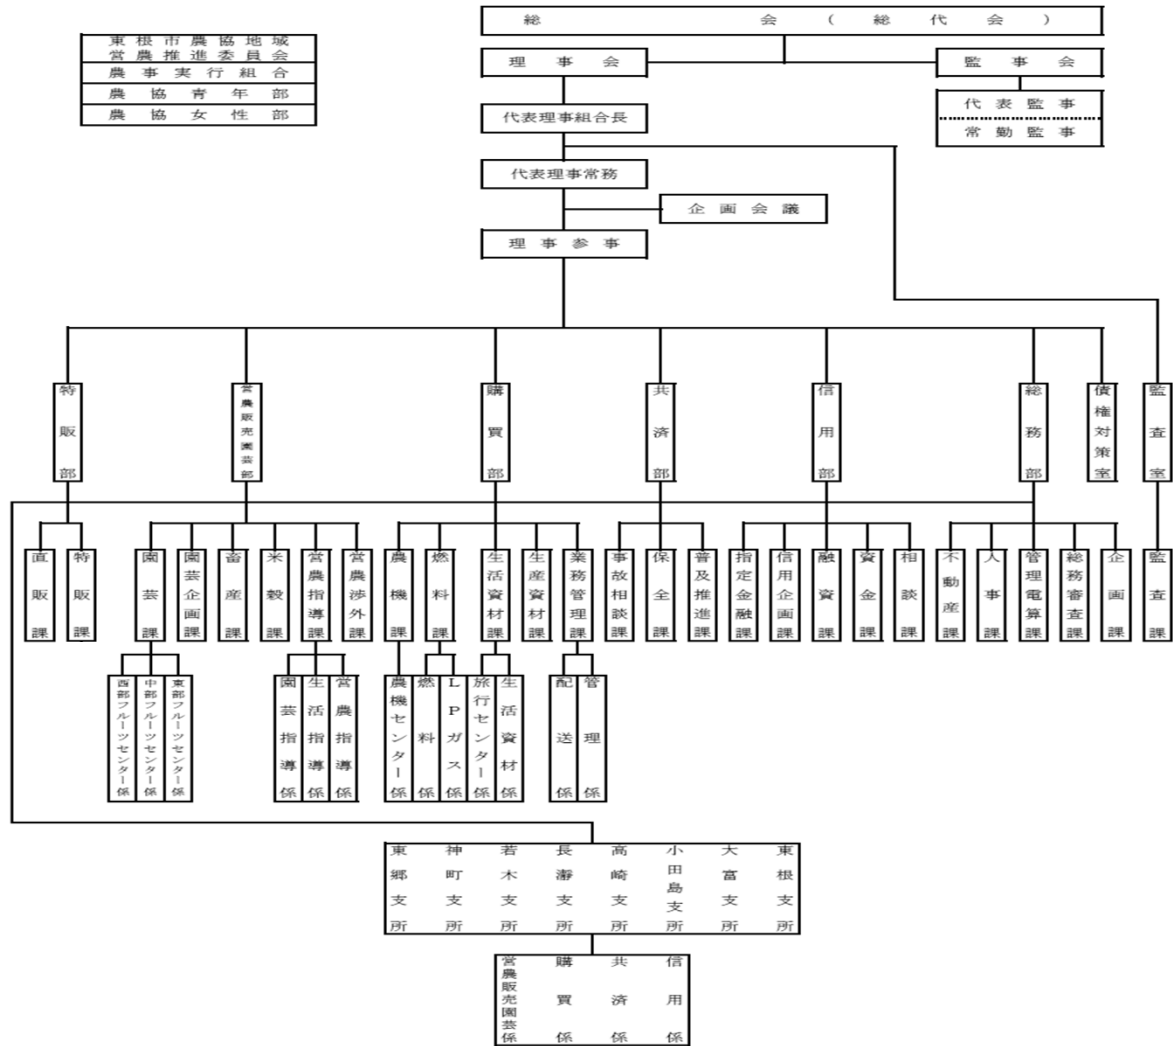 総会（総代会）
東根市農協地域
営農推進委員会
農事実行組合
農協青年部
農協女性部
理事会
監事会
代表監事
常勤監事
代表理事組合長
代表理事常務
企画会議
理事参事
特販部
営農販売園芸部
購買部
共済部
信用部
総務部
債権対策室
監査室
直販課
特販課
園芸課
園芸企画課
畜産課
米穀課
営農指導課
営農渉外課
農機課
燃料課
生活資材課
生産資材課
業務管理課
事故相談課
保全課
普及推進課
指定金融課
信用企画課
融資課
資金課
相談課
不動産課
人事課
管理電算課
総務審査課
企画課
監査課
西部フルーツセンター係
中部フルーツセンター係
東部フルーツセンター係
園芸指導係
生活指導係
営農指導係
農機センター係
燃料係
LPガス係
旅行センター係
生活資材係
配送係
管理係
東郷支所
神町支所
若木支所
長瀞支所
高崎支所
小田島支所
大富支所
東根支所
営農販売園芸係
購買係
共済係
信用係